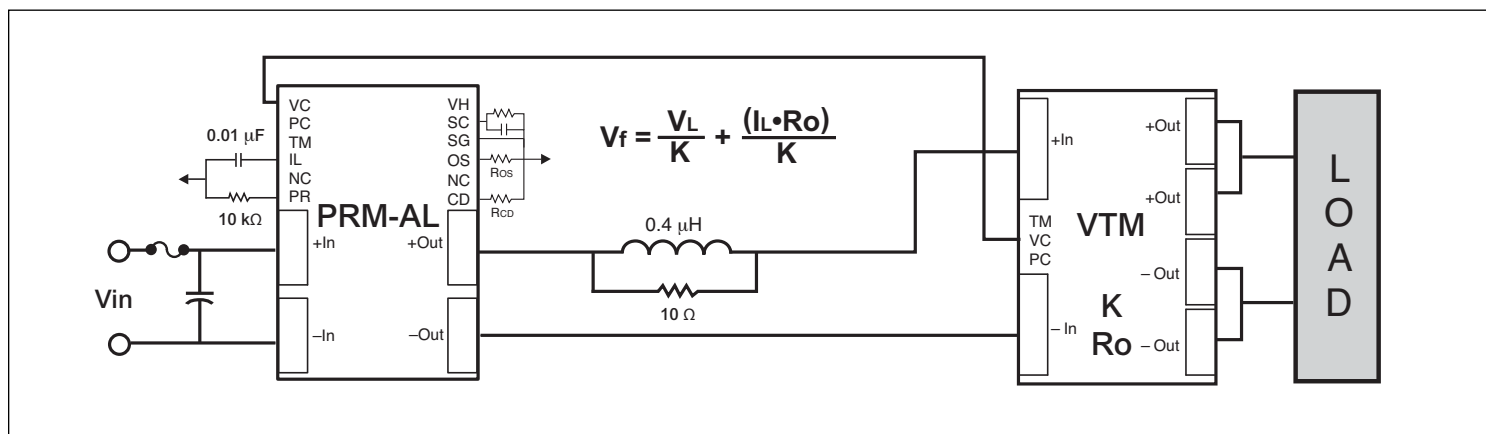 VC
PC
TM
IL
NC
PR
0.01 μF
10 kΩ
VH
SC
SG
OS
NC
CD
ROS
RCD
PRM-AL
+In
–In
+Out
–Out
Vin
Vf = VL/K + (IL•Ro)/K
0.4 μH
10 Ω
+In
TM
VC
PC
– In
VTM
K
Ro
+Out
+Out
– Out
– Out
LOAD